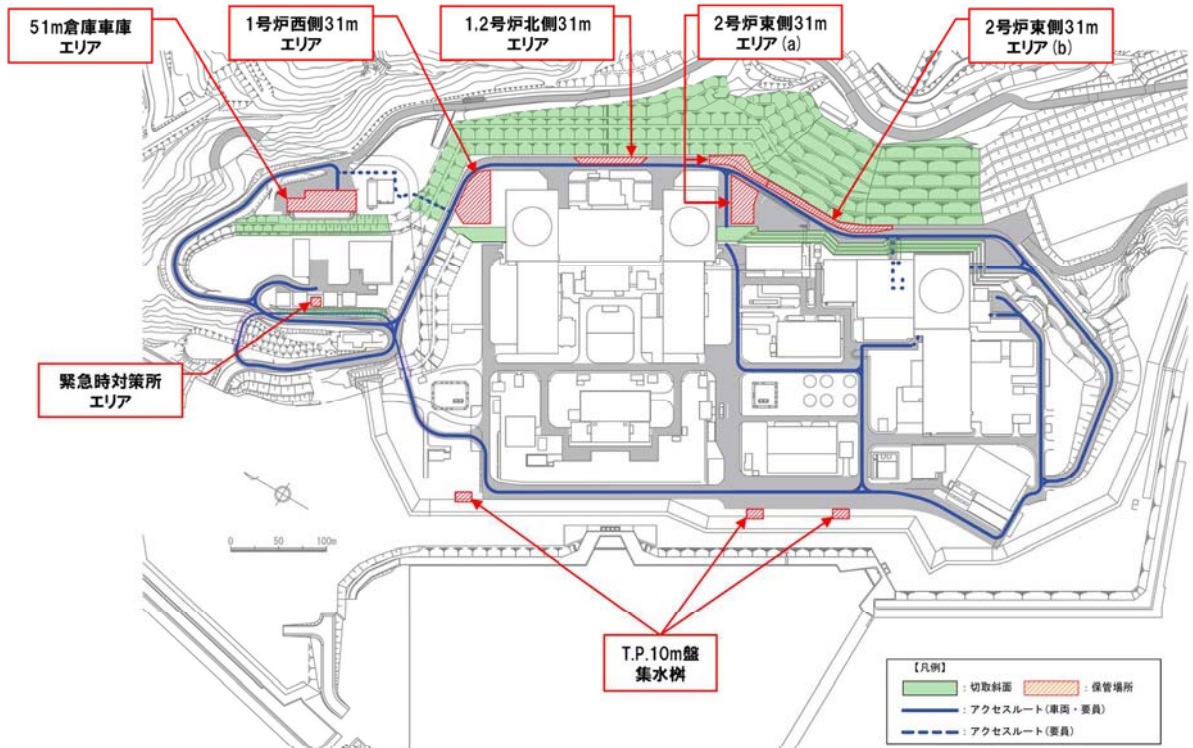 51m倉庫車庫
エリア
1号炉西側31m
エリア
1.2号炉北側31m
エリア
2号炉東側31m
エリア(a)
2号炉東側31m
エリア(b)
緊急時対策所
エリア
0 50 100m
T.P.10m盤
集水桝
【凡例】
:切取斜面 :保管場所
:アクセスルート(車両・要員)
:アクセスルート(要員)